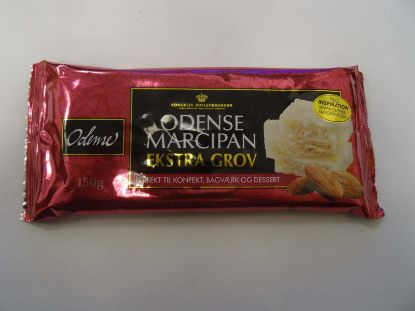 KONGELIG HOFLEVERANDØR
Odense
ODENSE
MARCIPAN
EKSTRA GROV
150g
PERFEKT TIL KONFEKT, BAGVÆRK OG DESSERT
INSPIRATION